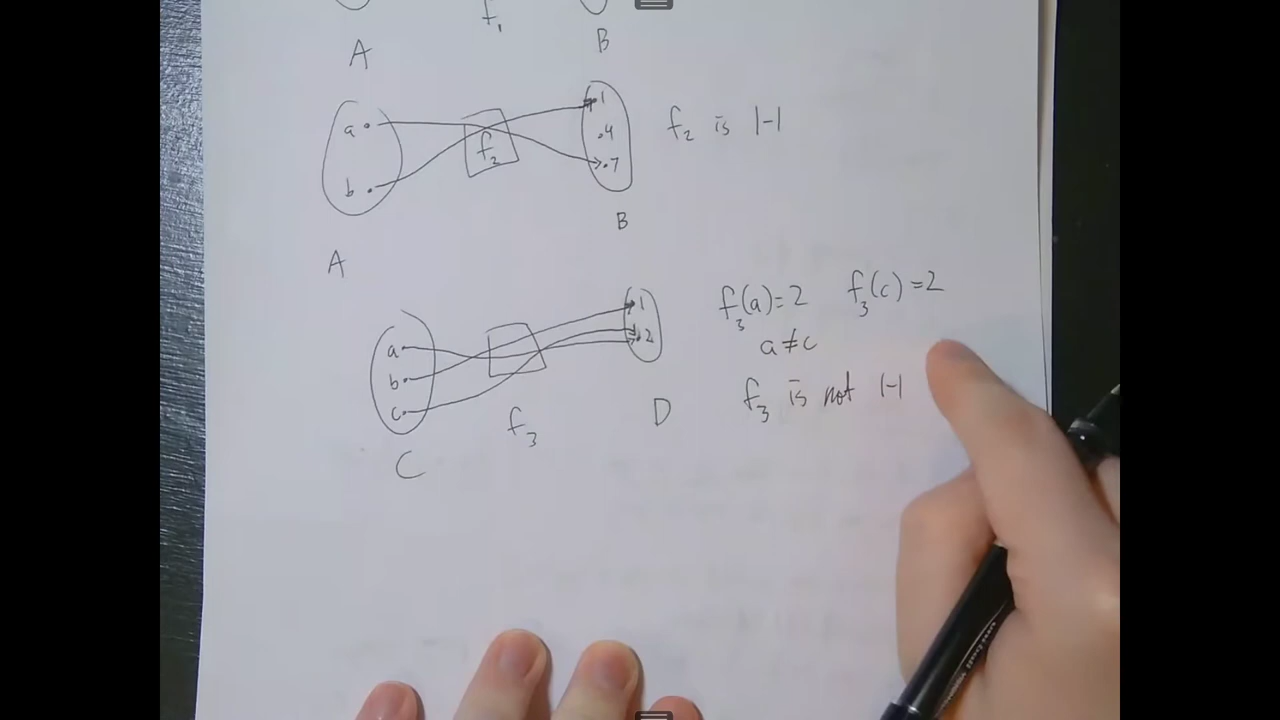 f₁
A B
a 1
4
f₂ f₂ is 1-1
b 7
B
A
f₃(a)=2 f₃(c)=2
1
a 2 a≠c
b
c f₃ is not 1-1
f₃ D
C